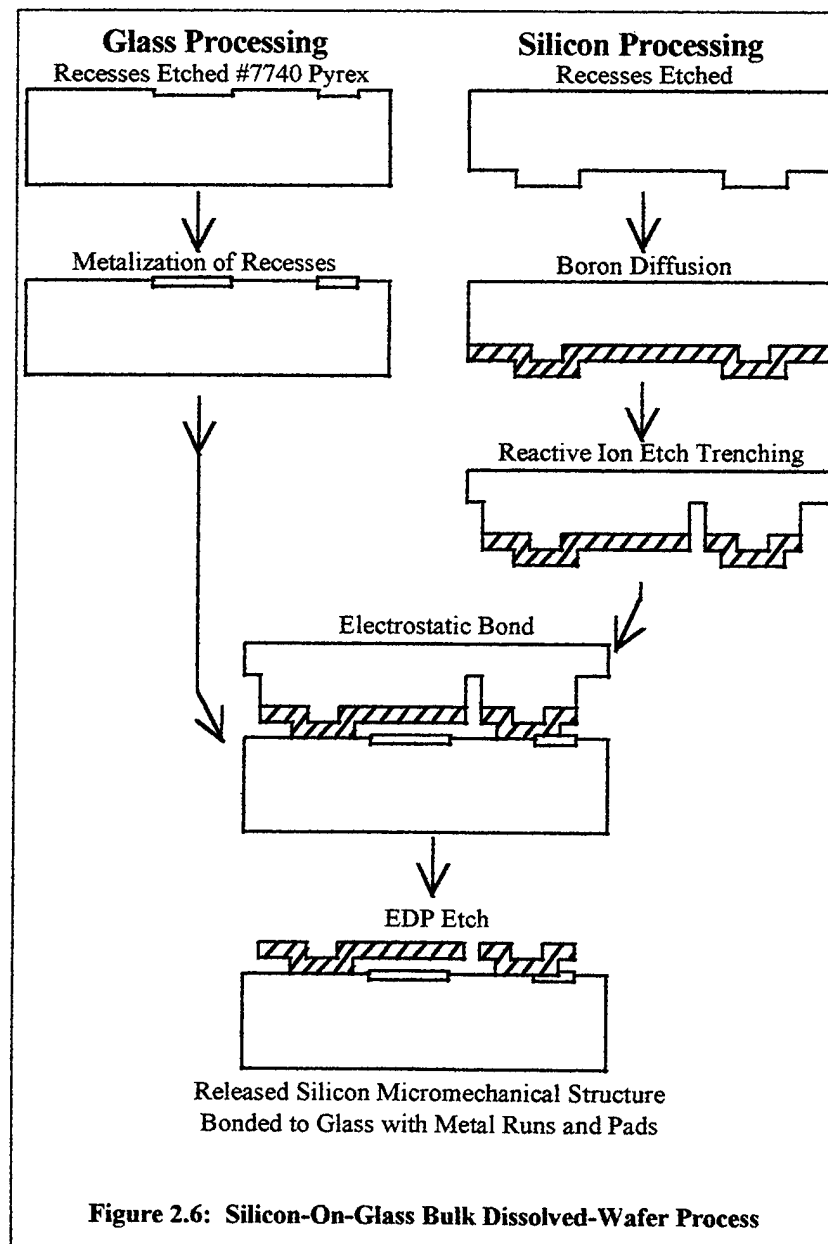 Glass Processing
Recesses Etched #7740 Pyrex
Metalization of Recesses
Silicon Processing
Recesses Etched
Boron Diffusion
Reactive Ion Etch Trenching
Electrostatic Bond
EDP Etch
Released Silicon Micromechanical Structure
Bonded to Glass with Metal Runs and Pads
Figure 2.6: Silicon-On-Glass Bulk Dissolved-Wafer Process